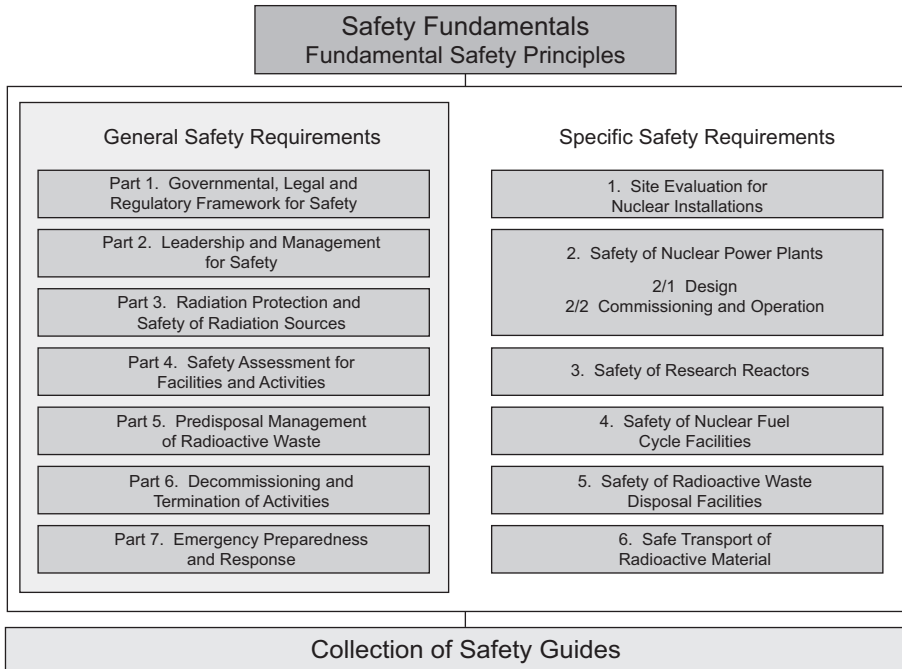 Safety Fundamentals
Fundamental Safety Principles
General Safety Requirements
Part 1. Governmental, Legal and
Regulatory Framework for Safety
Part 2. Leadership and Management
for Safety
Part 3. Radiation Protection and
Safety of Radiation Sources
Part 4. Safety Assessment for
Facilities and Activities
Part 5. Predisposal Management
of Radioactive Waste
Part 6. Decommissioning and
Termination of Activities
Part 7. Emergency Preparedness
and Response
Specific Safety Requirements
1. Site Evaluation for
Nuclear Installations
2. Safety of Nuclear Power Plants
2/1 Design
2/2 Commissioning and Operation
3. Safety of Research Reactors
4. Safety of Nuclear Fuel
Cycle Facilities
5. Safety of Radioactive Waste
Disposal Facilities
6. Safe Transport of
Radioactive Material
Collection of Safety Guides